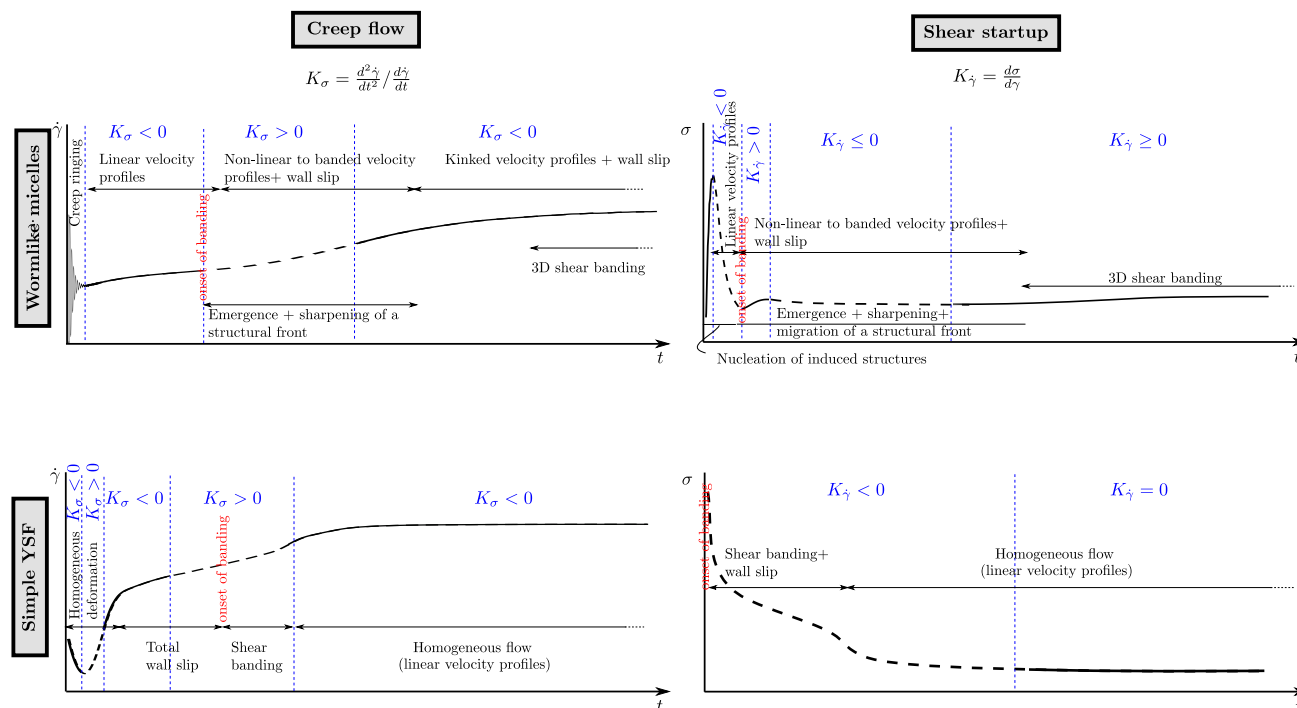 Creep flow
Shear startup
K_σ = d²γ̇/dt² / dγ̇/dt
K_γ̇ = dσ/dγ
Wormlike micelles
γ̇
Creep ringing
K_σ < 0
K_σ > 0
K_σ < 0
Linear velocity
profiles
Non-linear to banded velocity
profiles+ wall slip
Kinked velocity profiles + wall slip
onset of banding
3D shear banding
Emergence + sharpening of a
structural front
t
σ
K_γ̇ < 0
Linear velocity profiles
K_γ̇ > 0
K_γ̇ ≤ 0
K_γ̇ ≥ 0
onset of banding
Non-linear to banded velocity profiles+
wall slip
3D shear banding
Emergence + sharpening+
migration of a structural front
Nucleation of induced structures
t
Simple YSF
γ̇
K_σ < 0
K_σ > 0
K_σ < 0
K_σ > 0
K_σ < 0
Homogeneous
deformation
onset of banding
Total
wall slip
Shear
banding
Homogeneous flow
(linear velocity profiles)
t
σ
onset of banding
K_γ̇ < 0
K_γ̇ = 0
Shear banding+
wall slip
Homogeneous flow
(linear velocity profiles)
t